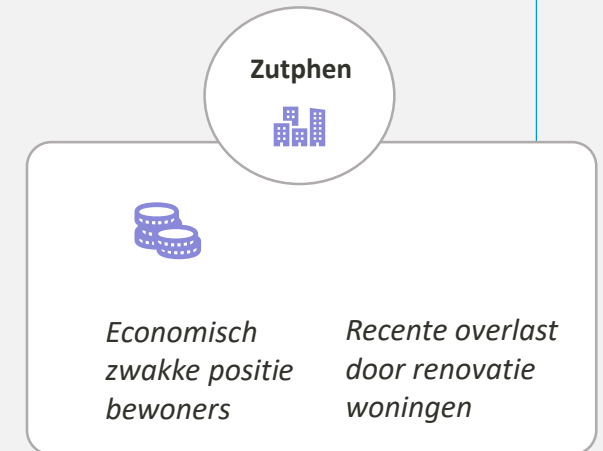 Zutphen
Economisch
zwakke positie
bewoners
Recente overlast
door renovatie
woningen